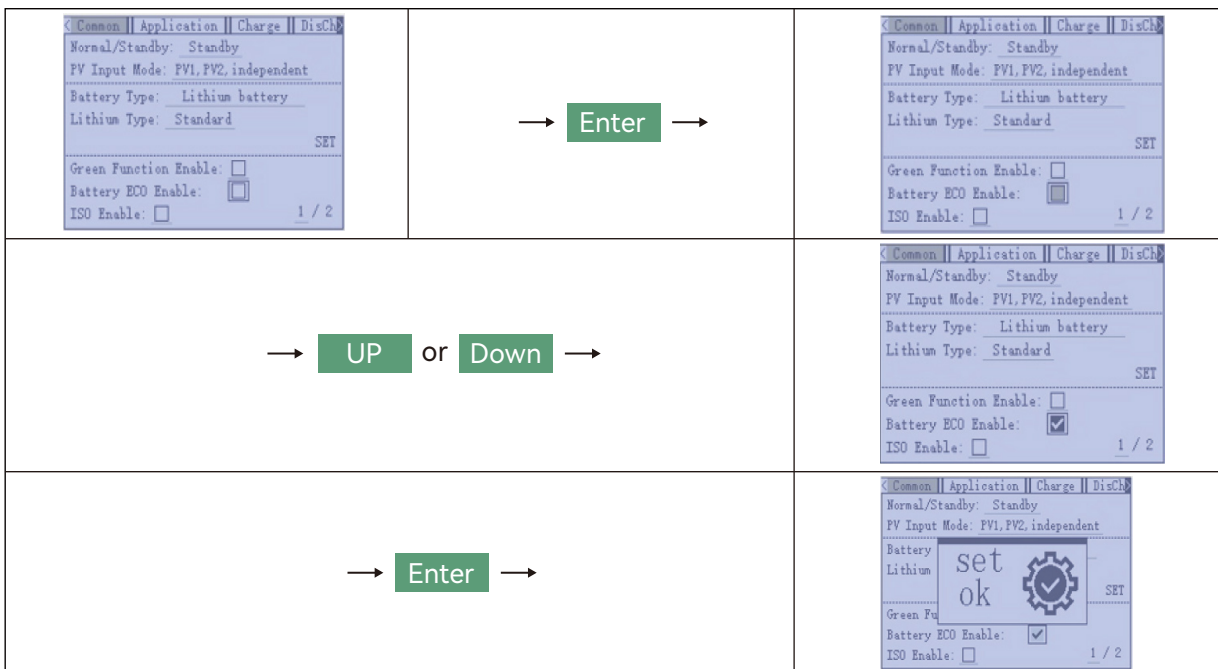 Common Application Charge DisCh
Normal/Standby: Standby
PV Input Mode: PV1, PV2, independent
Battery Type: Lithium battery
Lithium Type: Standard
SET
Green Function Enable:
Battery ECO Enable:
ISO Enable: 1 / 2
→ Enter →
Common Application Charge DisCh
Normal/Standby: Standby
PV Input Mode: PV1, PV2, independent
Battery Type: Lithium battery
Lithium Type: Standard
SET
Green Function Enable:
Battery ECO Enable:
ISO Enable: 1 / 2
→ UP or Down →
Common Application Charge DisCh
Normal/Standby: Standby
PV Input Mode: PV1, PV2, independent
Battery Type: Lithium battery
Lithium Type: Standard
SET
Green Function Enable:
Battery ECO Enable:
ISO Enable: 1 / 2
→ Enter →
Common Application Charge DisCh
Normal/Standby: Standby
PV Input Mode: PV1, PV2, independent
Battery
Lithium
set
ok
SET
Green Fu
Battery ECO Enable:
ISO Enable: 1 / 2